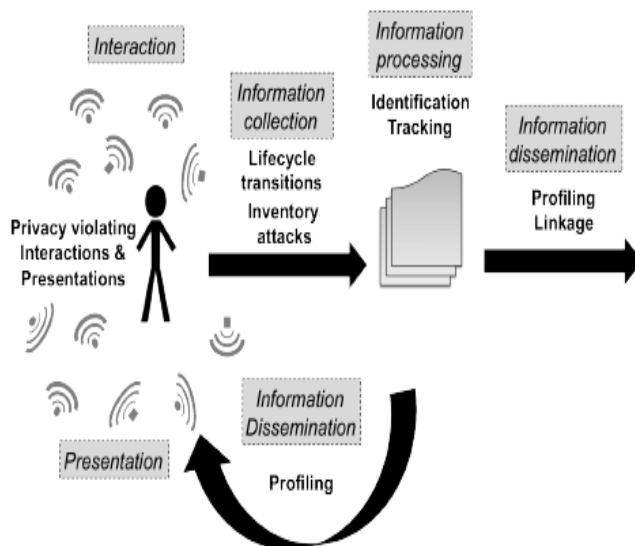 Interaction
Information
processing
Information
collection
Identification
Tracking
Information
dissemination
Lifecycle
transitions
Inventory
attacks
Profiling
Linkage
Privacy violating
Interactions &
Presentations
Information
Dissemination
Presentation
Profiling